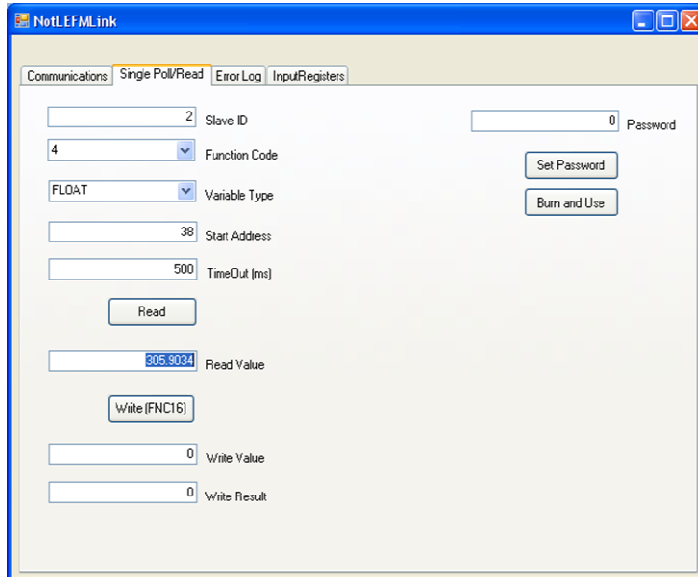 NotLEFMLink
Communications Single Poll/Read Error Log InputRegisters
2 Slave ID
0 Password
4 Function Code
Set Password
FLOAT Variable Type
Burn and Use
38 Start Address
500 TimeOut (ms)
Read
305.9034 Read Value
Write (FNC16)
0 Write Value
0 Write Result